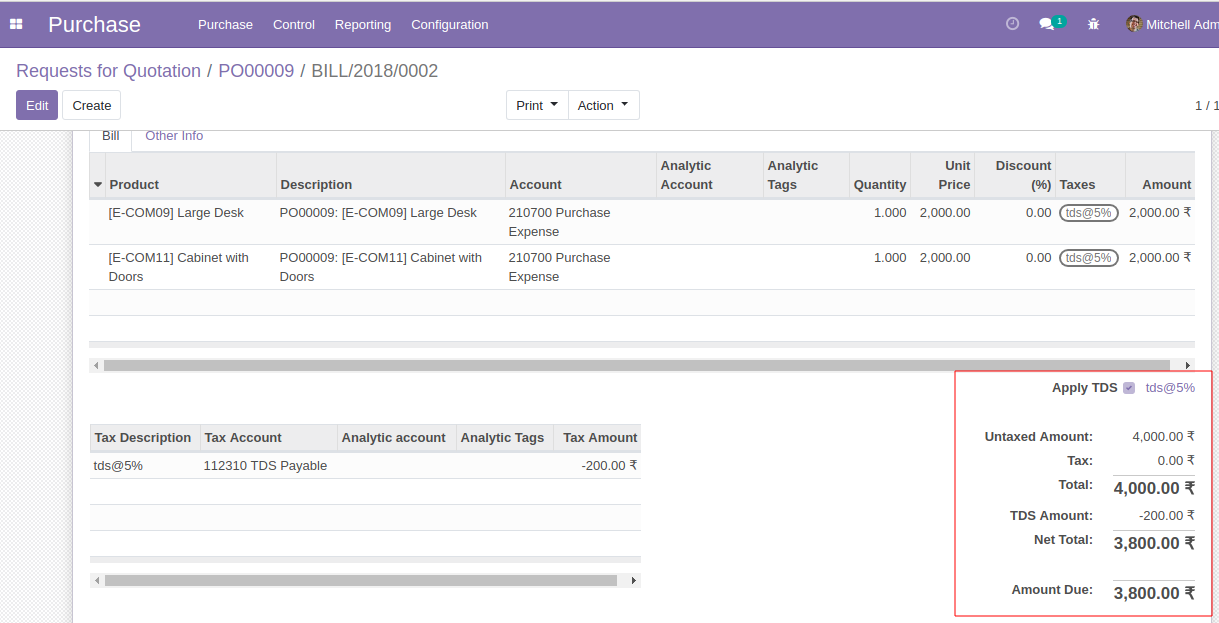 Purchase Purchase Control Reporting Configuration 1 Mitchell Adm
Requests for Quotation / PO00009 / BILL/2018/0002
Edit Create Print Action 1 / 1
Bill Other Info
Product Description Account Analytic Account Analytic Tags Quantity Unit Price Discount (%) Taxes Amount
[E-COM09] Large Desk PO00009: [E-COM09] Large Desk 210700 Purchase Expense 1.000 2,000.00 0.00 tds@5% 2,000.00 ₹
[E-COM11] Cabinet with Doors PO00009: [E-COM11] Cabinet with Doors 210700 Purchase Expense 1.000 2,000.00 0.00 tds@5% 2,000.00 ₹
Apply TDS tds@5%
Tax Description Tax Account Analytic account Analytic Tags Tax Amount
tds@5% 112310 TDS Payable -200.00 ₹
Untaxed Amount: 4,000.00 ₹
Tax: 0.00 ₹
Total: 4,000.00 ₹
TDS Amount: -200.00 ₹
Net Total: 3,800.00 ₹
Amount Due: 3,800.00 ₹